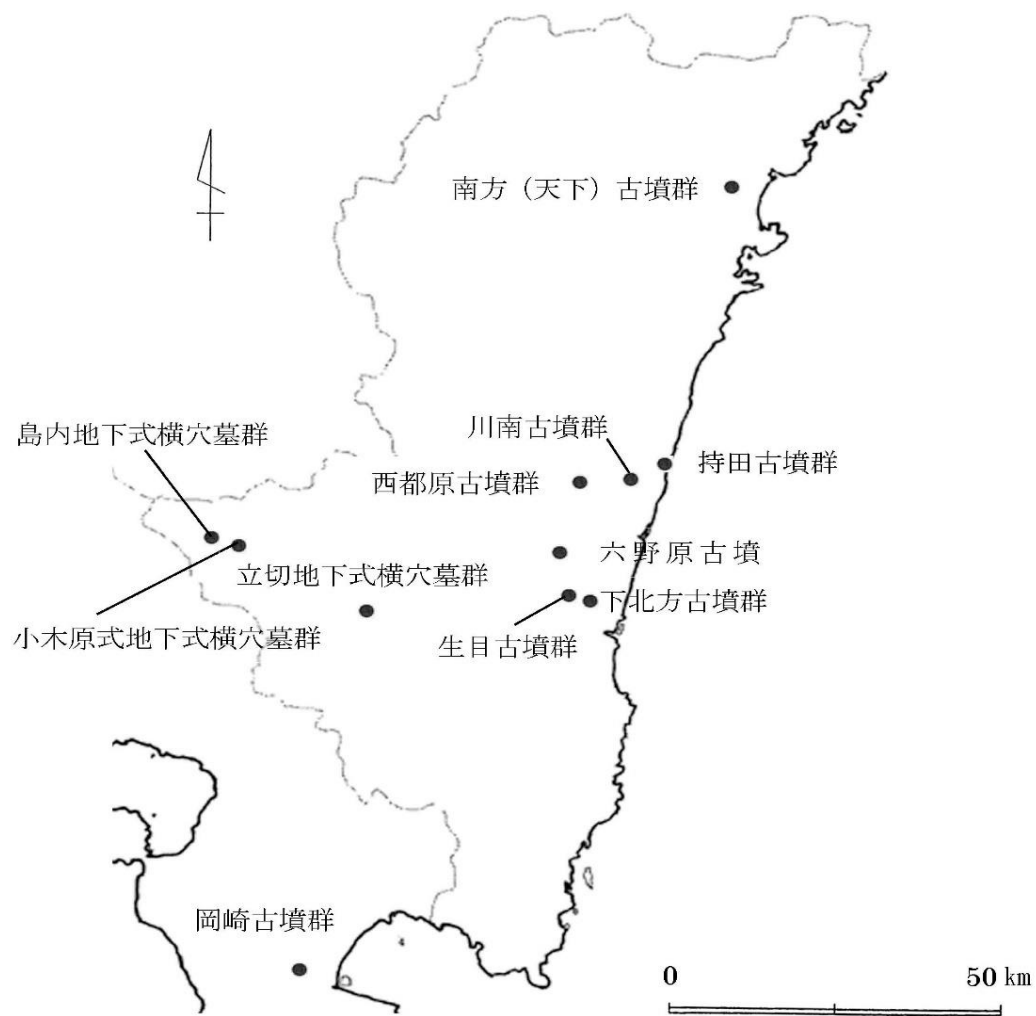 南方（天下）古墳群
川南古墳群
島内地下式横穴墓群
持田古墳群
西都原古墳群
六野原古墳
立切地下式横穴墓群
下北方古墳群
小木原式地下式横穴墓群
生目古墳群
岡崎古墳群
0 50 km